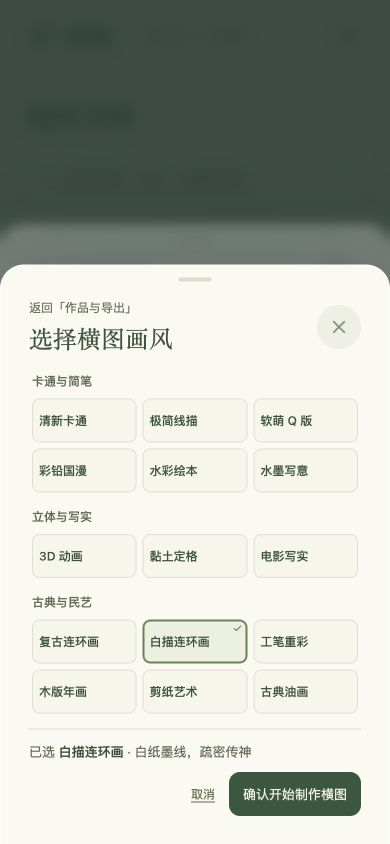 返回「作品与导出」
选择横图画风
卡通与简笔
清新卡通 极简线描 软萌 Q 版
彩铅国漫 水彩绘本 水墨写意
立体与写实
3D 动画 黏土定格 电影写实
古典与民艺
复古连环画 白描连环画 工笔重彩
木版年画 剪纸艺术 古典油画
已选 白描连环画 · 白纸墨线，疏密传神
取消 确认开始制作横图